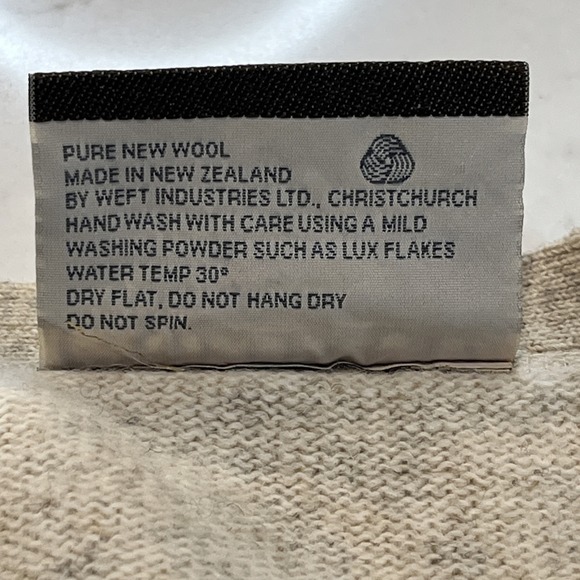 PURE NEW WOOL
MADE IN NEW ZEALAND
BY WEFT INDUSTRIES LTD., CHRISTCHURCH
HAND WASH WITH CARE USING A MILD
WASHING POWDER SUCH AS LUX FLAKES
WATER TEMP 30°
DRY FLAT, DO NOT HANG DRY
DO NOT SPIN.